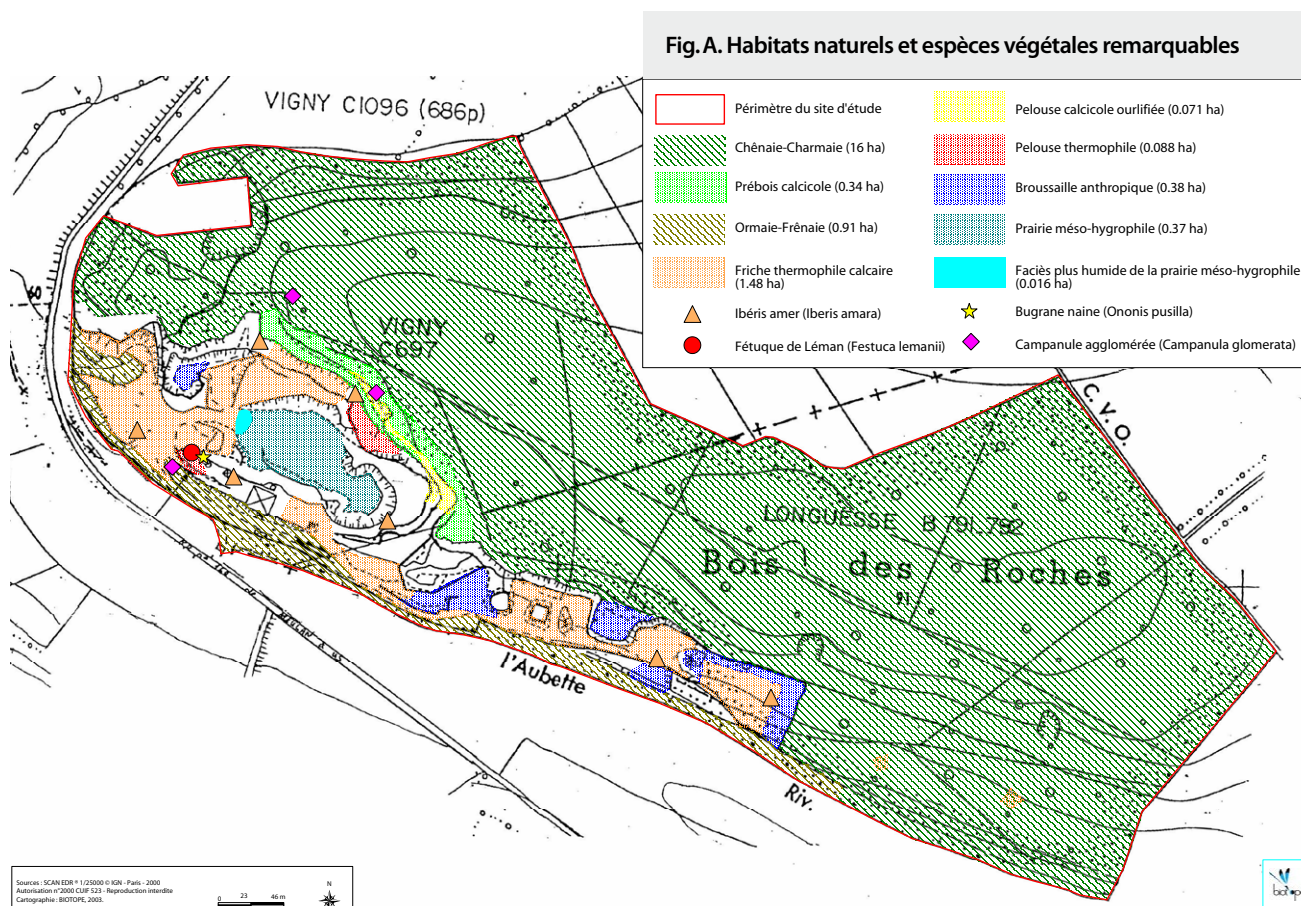 Fig. A. Habitats naturels et espèces végétales remarquables
Périmètre du site d'étude
Chênaie-Charmaie (16 ha)
Prébois calcicole (0.34 ha)
Ormaie-Frênaie (0.91 ha)
Friche thermophile calcaire
(1.48 ha)
Ibéris amer (Iberis amara)
Fétuque de Léman (Festuca lemanii)
Pelouse calcicole ourlifiée (0.071 ha)
Pelouse thermophile (0.088 ha)
Broussaille anthropique (0.38 ha)
Prairie méso-hygrophile (0.37 ha)
Faciès plus humide de la prairie méso-hygrophile
(0.016 ha)
Bugrane naine (Ononis pusilla)
Campanule agglomérée (Campanula glomerata)
VIGNY C1096 (686p)
60
VIGNY
C697
C. V. O.
LONGUESSE B 791.792
Bois des Roches
l'Aubette
Riv.
Sources : SCAN EDR ® 1/25000 © IGN - Paris - 2000
Autorisation n°2000 CUIF 523 - Reproduction interdite
Cartographie : BIOTOPE, 2003.
0 23 46 m
N